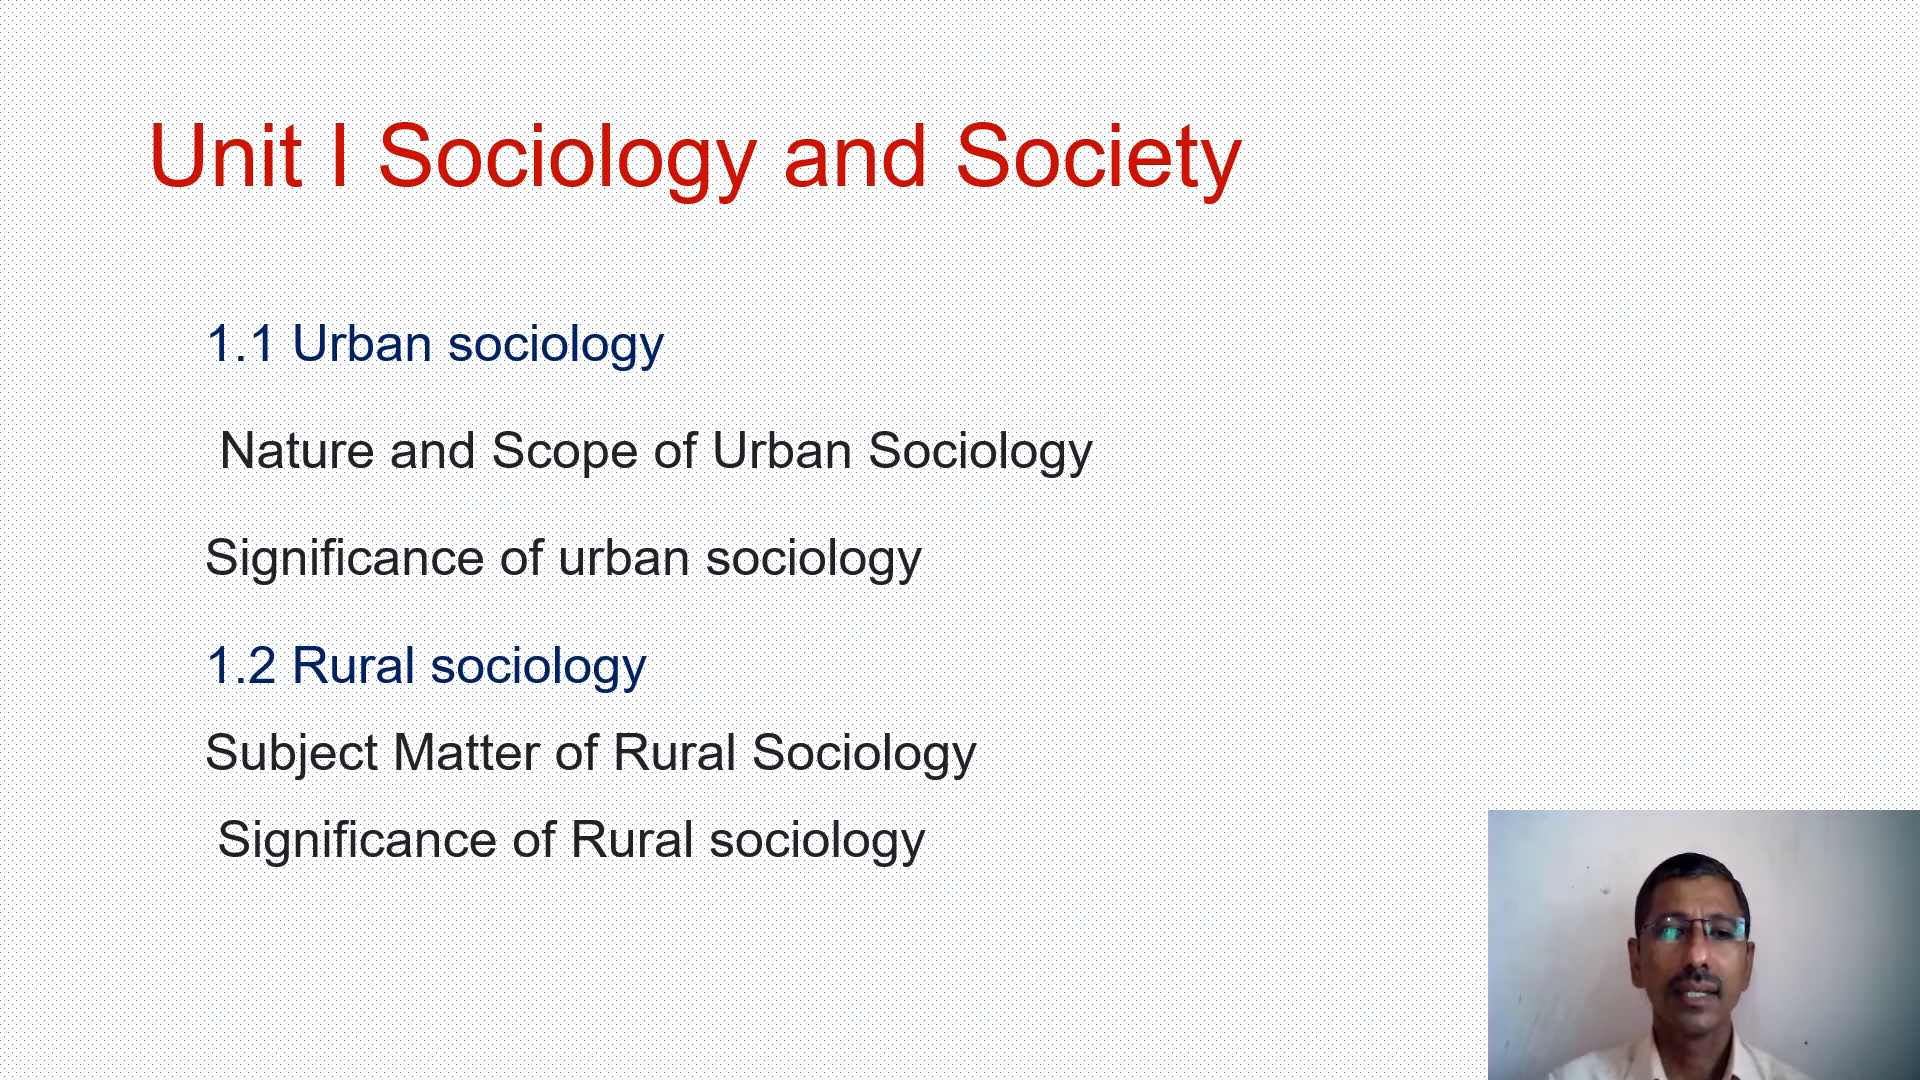 Unit I Sociology and Society
1.1 Urban sociology
Nature and Scope of Urban Sociology
Significance of urban sociology
1.2 Rural sociology
Subject Matter of Rural Sociology
Significance of Rural sociology